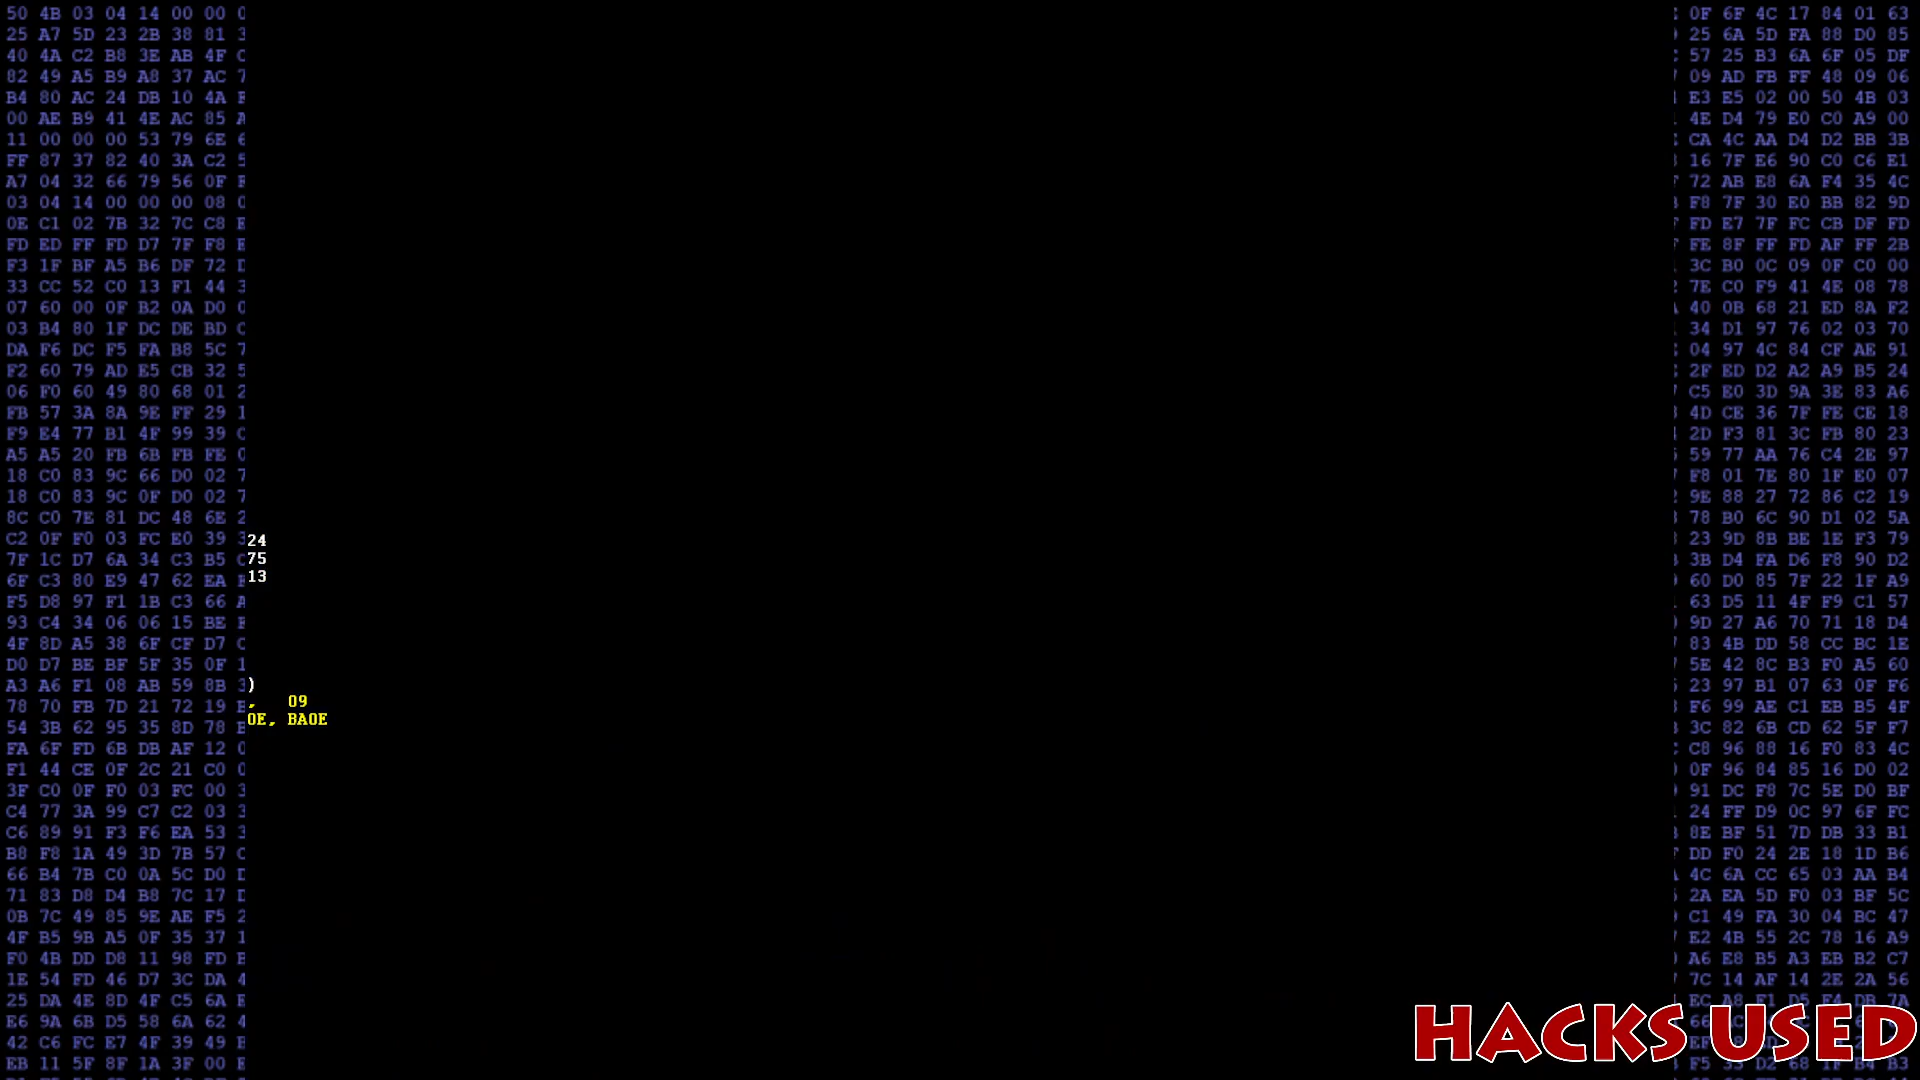 50 4B 03 04 14 00 00
25 A7 5D 23 2B 38 81
40 4A C2 B8 3E AB 4F
82 49 A5 B9 A8 37 AC
B4 80 AC 24 DB 10 4A
00 AE B9 41 4E AC 85
11 00 00 00 53 79 6E
FF 87 37 82 40 3A C2
A7 04 32 66 79 56 0F
03 04 14 00 00 00 08
0E C1 02 7B 32 7C C8
FD ED FF FD D7 7F F8
F3 1F BF A5 B6 DF 72
33 CC 52 C0 13 F1 44
07 60 00 0F B2 0A D0
03 B4 80 1F DC DE BD
DA F6 DC F5 FA B8 5C
F2 60 79 AD E5 CB 32
06 F0 60 49 80 68 01
FB 57 3A 8A 9E FF 29
F9 E4 77 B1 4F 99 39
A5 A5 20 FB 6B FB FE
18 C0 83 9C 66 D0 02
18 C0 83 9C 0F D0 02
8C C0 7E 81 DC 48 6E
C2 0F F0 03 FC E0 39
7F 1C D7 6A 34 C3 B5
6F C3 80 E9 47 62 EA
F5 D8 97 F1 1B C3 66
93 C4 34 06 06 15 BE
4F 8D A5 38 6F CF D7
D0 D7 BE BF 5F 35 0F
A3 A6 F1 08 AB 59 8B
78 70 FB 7D 21 72 19
54 3B 62 95 35 8D 78
FA 6F FD 6B DB AF 12
F1 44 CE 0F 2C 21 C0
3F C0 0F F0 03 FC 00
C4 77 3A 99 C7 C2 03
C6 89 91 F3 F6 EA 53
B8 F8 1A 49 3D 7B 57
66 B4 7B C0 0A 5C D0
71 83 D8 D4 B8 7C 17
0B 7C 49 85 9E AE F5
4F B5 9B A5 0F 35 37
F0 4B DD D8 11 98 FD
1E 54 FD 46 D7 3C DA
25 DA 4E 8D 4F C5 6A
E6 9A 6B D5 58 6A 62
42 C6 FC E7 4F 39 49
EB 11 5F 8F 1A 3F 00
24
75
13
)
, 09
0E, BA0E
0F 6F 4C 17 84 01 63
25 6A 5D FA 88 D0 85
57 25 B3 6A 6F 05 DF
09 AD FB FF 48 09 06
E3 E5 02 00 50 4B 03
4E D4 79 E0 C0 A9 00
CA 4C AA D4 D2 BB 3B
16 7F E6 90 C0 C6 E1
72 AB E8 6A F4 35 4C
F8 7F 30 E0 BB 82 9D
FD E7 7F FC CB DF FD
FE 8F FF FD AF FF 2B
3C B0 0C 09 0F C0 00
7E C0 F9 41 4E 08 78
40 0B 68 21 ED 8A F2
34 D1 97 76 02 03 70
04 97 4C 84 CF AE 91
2F ED D2 A2 A9 B5 24
C5 E0 3D 9A 3E 83 A6
4D CE 36 7F FE CE 18
2D F3 81 3C FB 80 23
59 77 AA 76 C4 2E 97
F8 01 7E 80 1F E0 07
9E 88 27 72 86 C2 19
78 B0 6C 90 D1 02 5A
23 9D 8B BE 1E F3 79
3B D4 FA D6 F8 90 D2
60 D0 85 7F 22 1F A9
63 D5 11 4F F9 C1 57
9D 27 A6 70 71 18 D4
83 4B DD 58 CC BC 1E
5E 42 8C B3 F0 A5 60
23 97 B1 07 63 0F F6
F6 99 AE C1 EB B5 4F
3C 82 6B CD 62 5F F7
C8 96 88 16 F0 83 4C
0F 96 84 85 16 D0 02
91 DC F8 7C 5E D0 BF
24 FF D9 0C 97 6F FC
8E BF 51 7D DB 33 B1
DD F0 24 2E 18 1D B6
4C 6A CC 65 03 AA B4
2A EA 5D F0 03 BF 5C
C1 49 FA 30 04 BC 47
E2 4B 55 2C 78 16 A9
A6 E8 B5 A3 EB B2 C7
7C 14 AF 14 2E 2A 56
HACKS USED